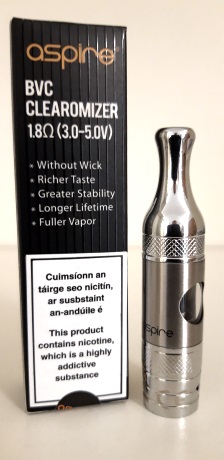 aspire
BVC
CLEAROMIZER
1.8Ω (3.0-5.0V)
Without Wick
Richer Taste
Greater Stability
Longer Lifetime
Fuller Vapor
Cuimsíonn an
táirge seo nicitín,
ar susbstaint
an-andúile é
This product
contains nicotine,
which is a highly
addictive
substance
aspire